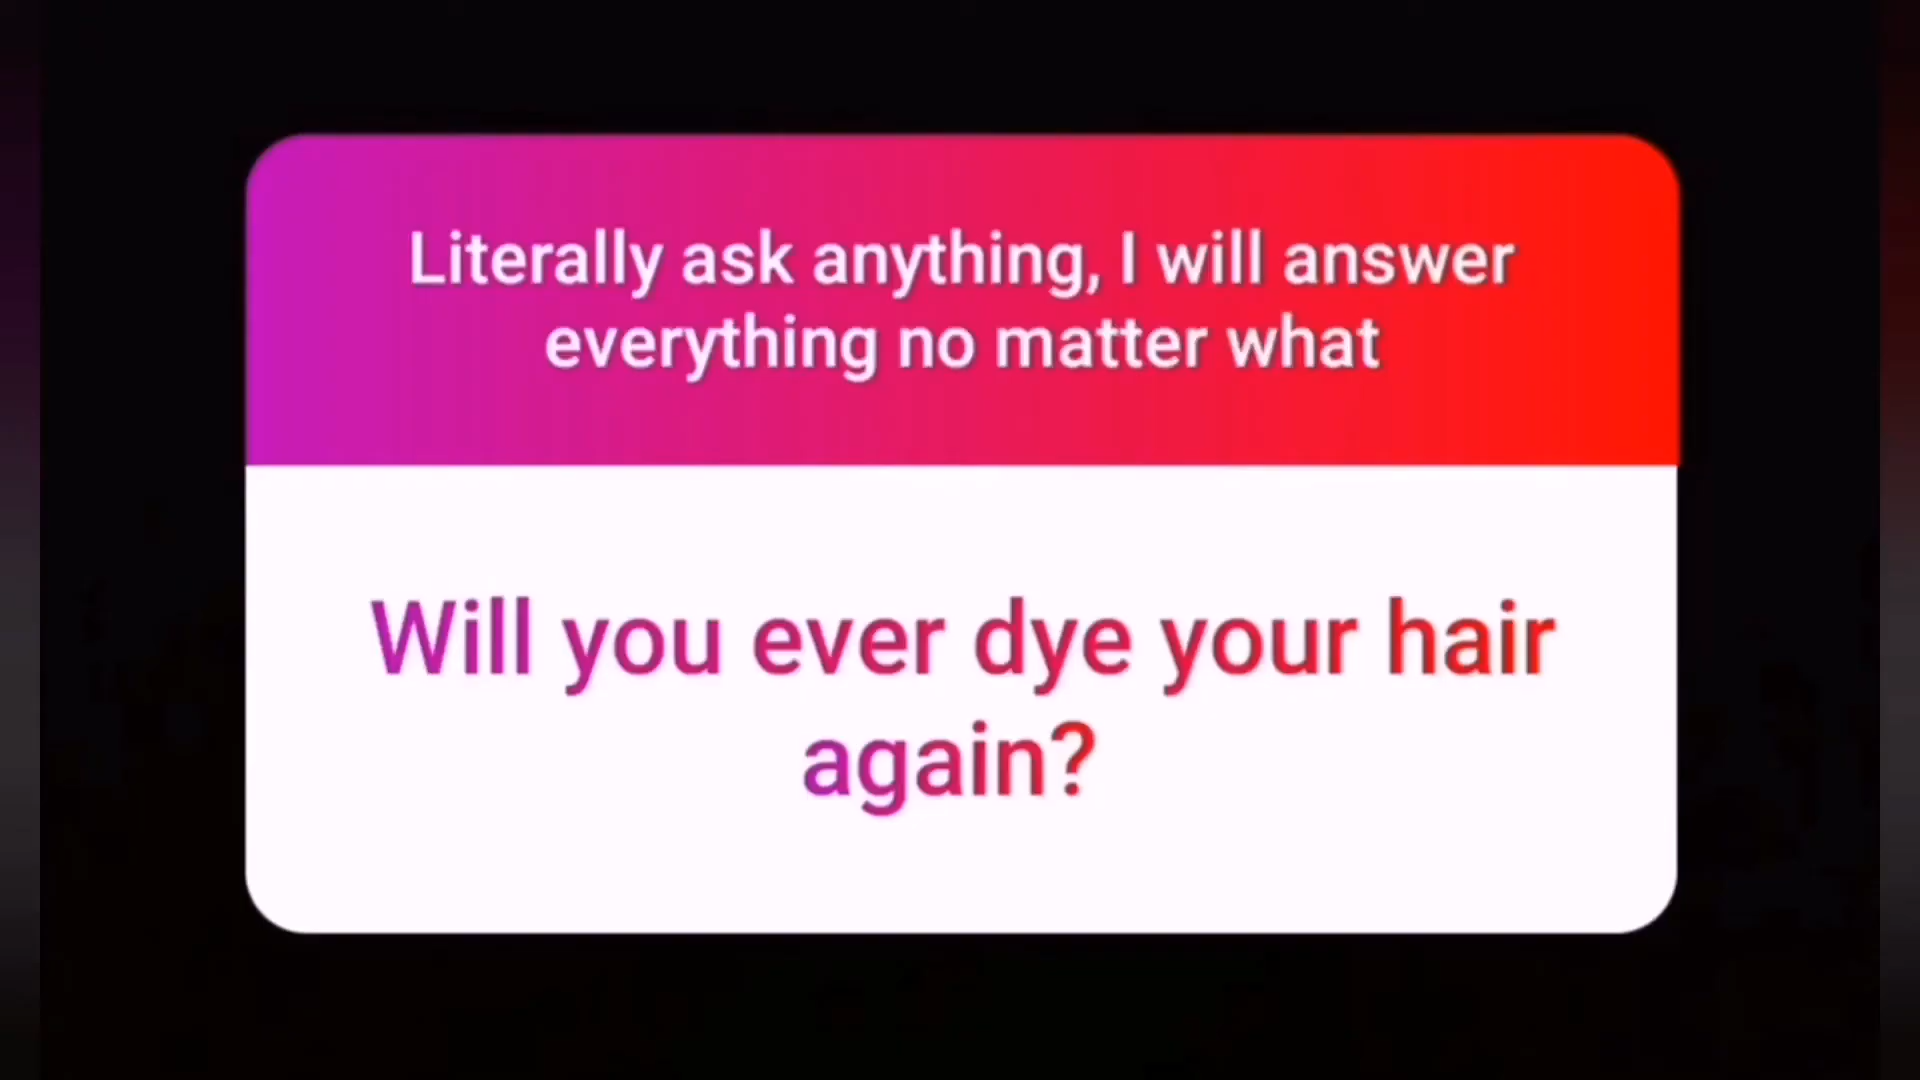 Literally ask anything, I will answer
everything no matter what
Will you ever dye your hair
again?